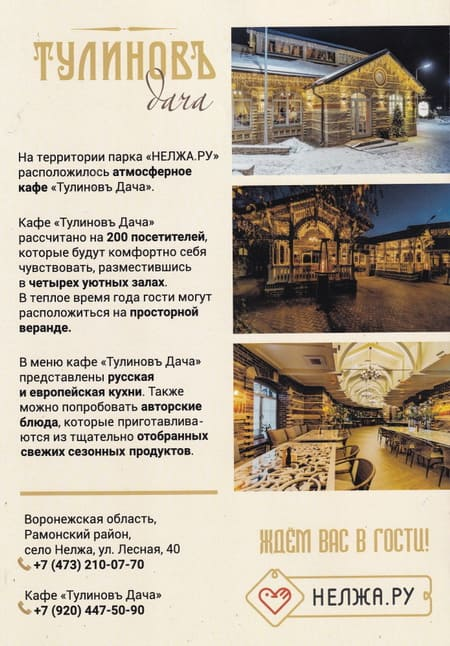 ТУЛИНОВЪ
дача
На территории парка «НЕЛЖА.РУ»
расположилось атмосферное
кафе «Тулиновъ Дача».
Кафе «Тулиновъ Дача»
рассчитано на 200 посетителей,
которые будут комфортно себя
чувствовать, разместившись
в четырех уютных залах.
В теплое время года гости могут
расположиться на просторной
веранде.
В меню кафе «Тулиновъ Дача»
представлены русская
и европейская кухни. Также
можно попробовать авторские
блюда, которые приготавлива-
ются из тщательно отобранных
свежих сезонных продуктов.
Воронежская область,
Рамонский район,
село Нелжа, ул. Лесная, 40
+7 (473) 210-07-70
Кафе «Тулиновъ Дача»
+7 (920) 447-50-90
ЖДЁМ ВАС В ГОСТИ!
НЕЛЖА.РУ